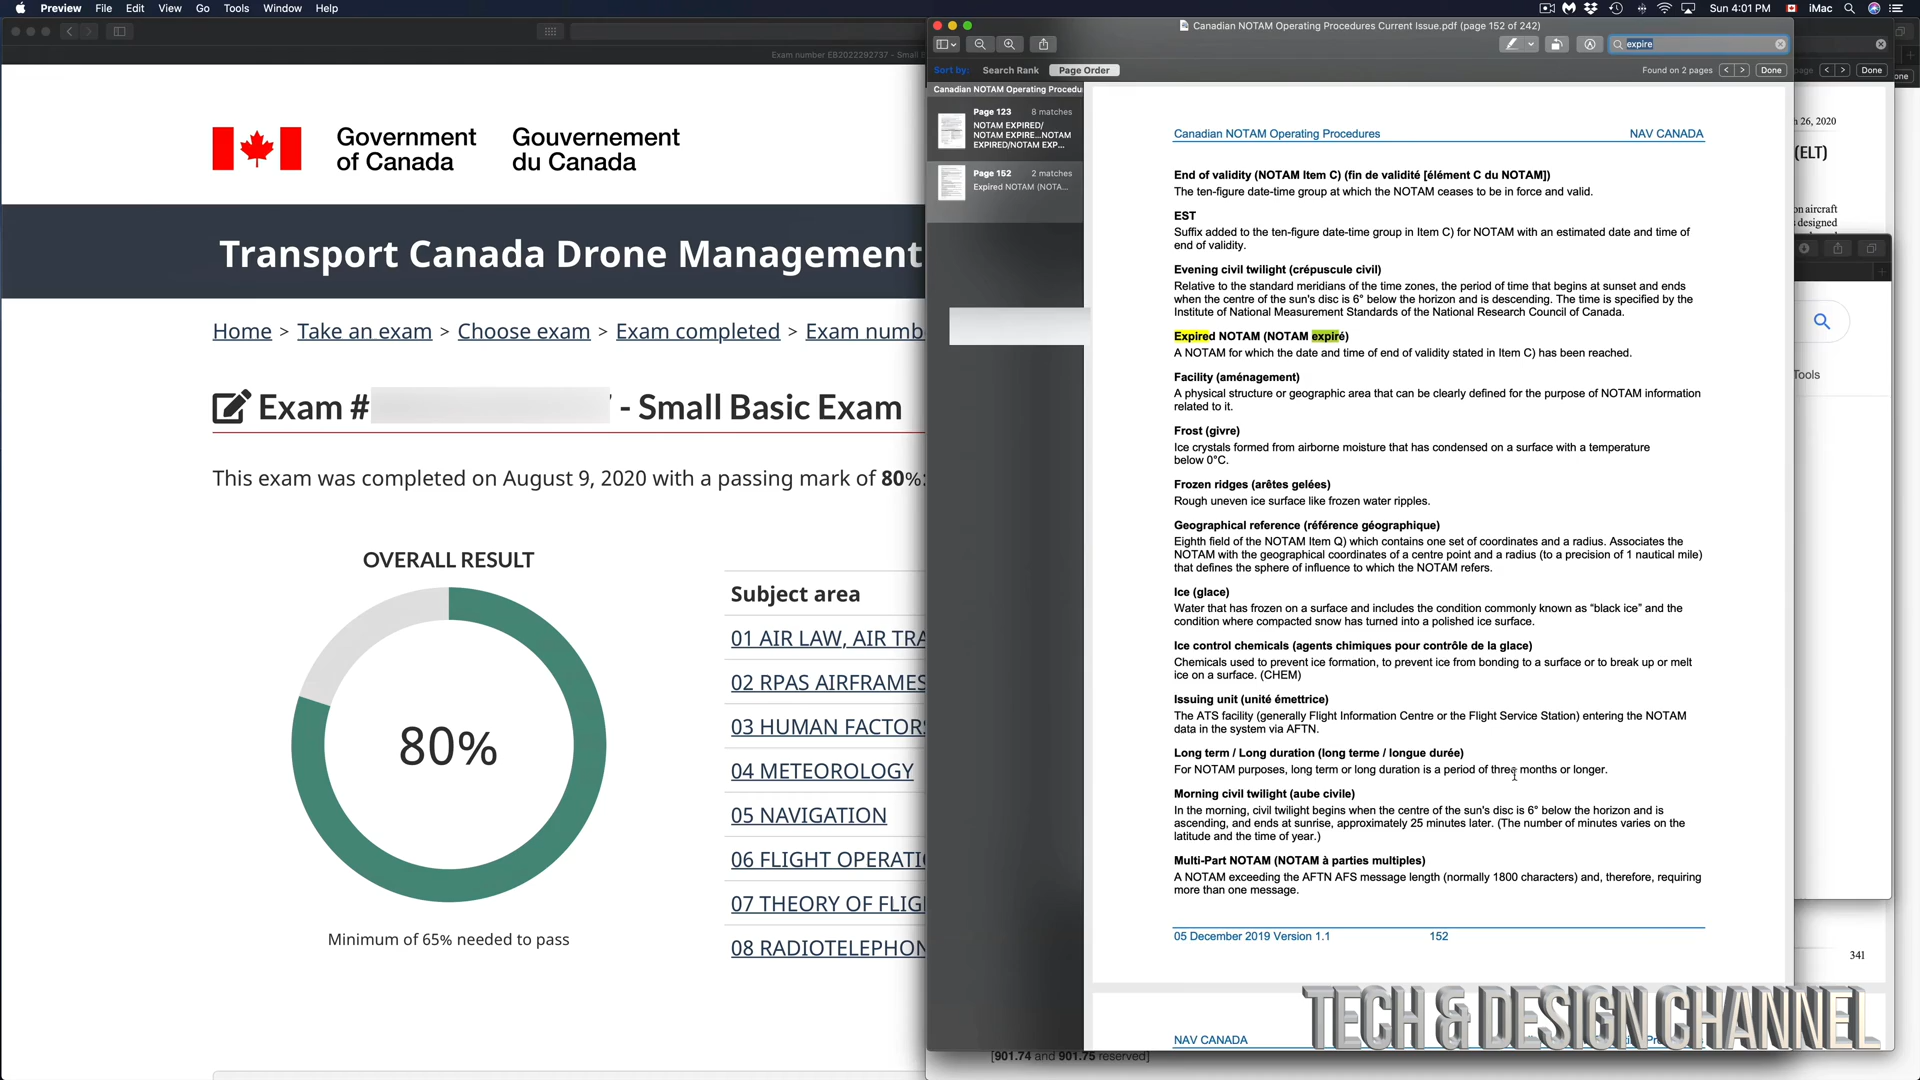 Preview File Edit View Go Tools Window Help
Sun 4:01 PM iMac
Exam number EB2022292737 - Small
Government
of Canada
Gouvernement
du Canada
Transport Canada Drone Management
Home > Take an exam > Choose exam > Exam completed > Exam numb
Exam # - Small Basic Exam
This exam was completed on August 9, 2020 with a passing mark of 80%
OVERALL RESULT
80%
Minimum of 65% needed to pass
Subject area
01 AIR LAW, AIR TRA
02 RPAS AIRFRAMES
03 HUMAN FACTORS
04 METEOROLOGY
05 NAVIGATION
06 FLIGHT OPERATI
07 THEORY OF FLIG
08 RADIOTELEPHON
Canadian NOTAM Operating Procedures Current Issue.pdf (page 152 of 242)
expire
Sort by: Search Rank Page Order
Found on 2 pages < > Done
Canadian NOTAM Operating Procedu
Page 123 8 matches
NOTAM EXPIRED/
NOTAM EXPIRE...NOTAM
EXPIRED/NOTAM EXP...
Page 152 2 matches
Expired NOTAM (NOTA...
Canadian NOTAM Operating Procedures NAV CANADA
End of validity (NOTAM Item C) (fin de validité [élément C du NOTAM])
The ten-figure date-time group at which the NOTAM ceases to be in force and valid.
EST
Suffix added to the ten-figure date-time group in Item C) for NOTAM with an estimated date and time of
end of validity.
Evening civil twilight (crépuscule civil)
Relative to the standard meridians of the time zones, the period of time that begins at sunset and ends
when the centre of the sun's disc is 6° below the horizon and is descending. The time is specified by the
Institute of National Measurement Standards of the National Research Council of Canada.
Expired NOTAM (NOTAM expiré)
A NOTAM for which the date and time of end of validity stated in Item C) has been reached.
Facility (aménagement)
A physical structure or geographic area that can be clearly defined for the purpose of NOTAM information
related to it.
Frost (givre)
Ice crystals formed from airborne moisture that has condensed on a surface with a temperature
below 0°C.
Frozen ridges (arêtes gelées)
Rough uneven ice surface like frozen water ripples.
Geographical reference (référence géographique)
Eighth field of the NOTAM Item Q) which contains one set of coordinates and a radius. Associates the
NOTAM with the geographical coordinates of a centre point and a radius (to a precision of 1 nautical mile)
that defines the sphere of influence to which the NOTAM refers.
Ice (glace)
Water that has frozen on a surface and includes the condition commonly known as “black ice” and the
condition where compacted snow has turned into a polished ice surface.
Ice control chemicals (agents chimiques pour contrôle de la glace)
Chemicals used to prevent ice formation, to prevent ice from bonding to a surface or to break up or melt
ice on a surface. (CHEM)
Issuing unit (unité émettrice)
The ATS facility (generally Flight Information Centre or the Flight Service Station) entering the NOTAM
data in the system via AFTN.
Long term / Long duration (long terme / longue durée)
For NOTAM purposes, long term or long duration is a period of three months or longer.
Morning civil twilight (aube civile)
In the morning, civil twilight begins when the centre of the sun's disc is 6° below the horizon and is
ascending, and ends at sunrise, approximately 25 minutes later. (The number of minutes varies on the
latitude and the time of year.)
Multi-Part NOTAM (NOTAM à parties multiples)
A NOTAM exceeding the AFTN AFS message length (normally 1800 characters) and, therefore, requiring
more than one message.
05 December 2019 Version 1.1 152
NAV CANADA
[901.74 and 901.75 reserved]
Done
h 26, 2020
(ELT)
on aircraft
s designed
Tools
341
TECH & DESIGN CHANNEL